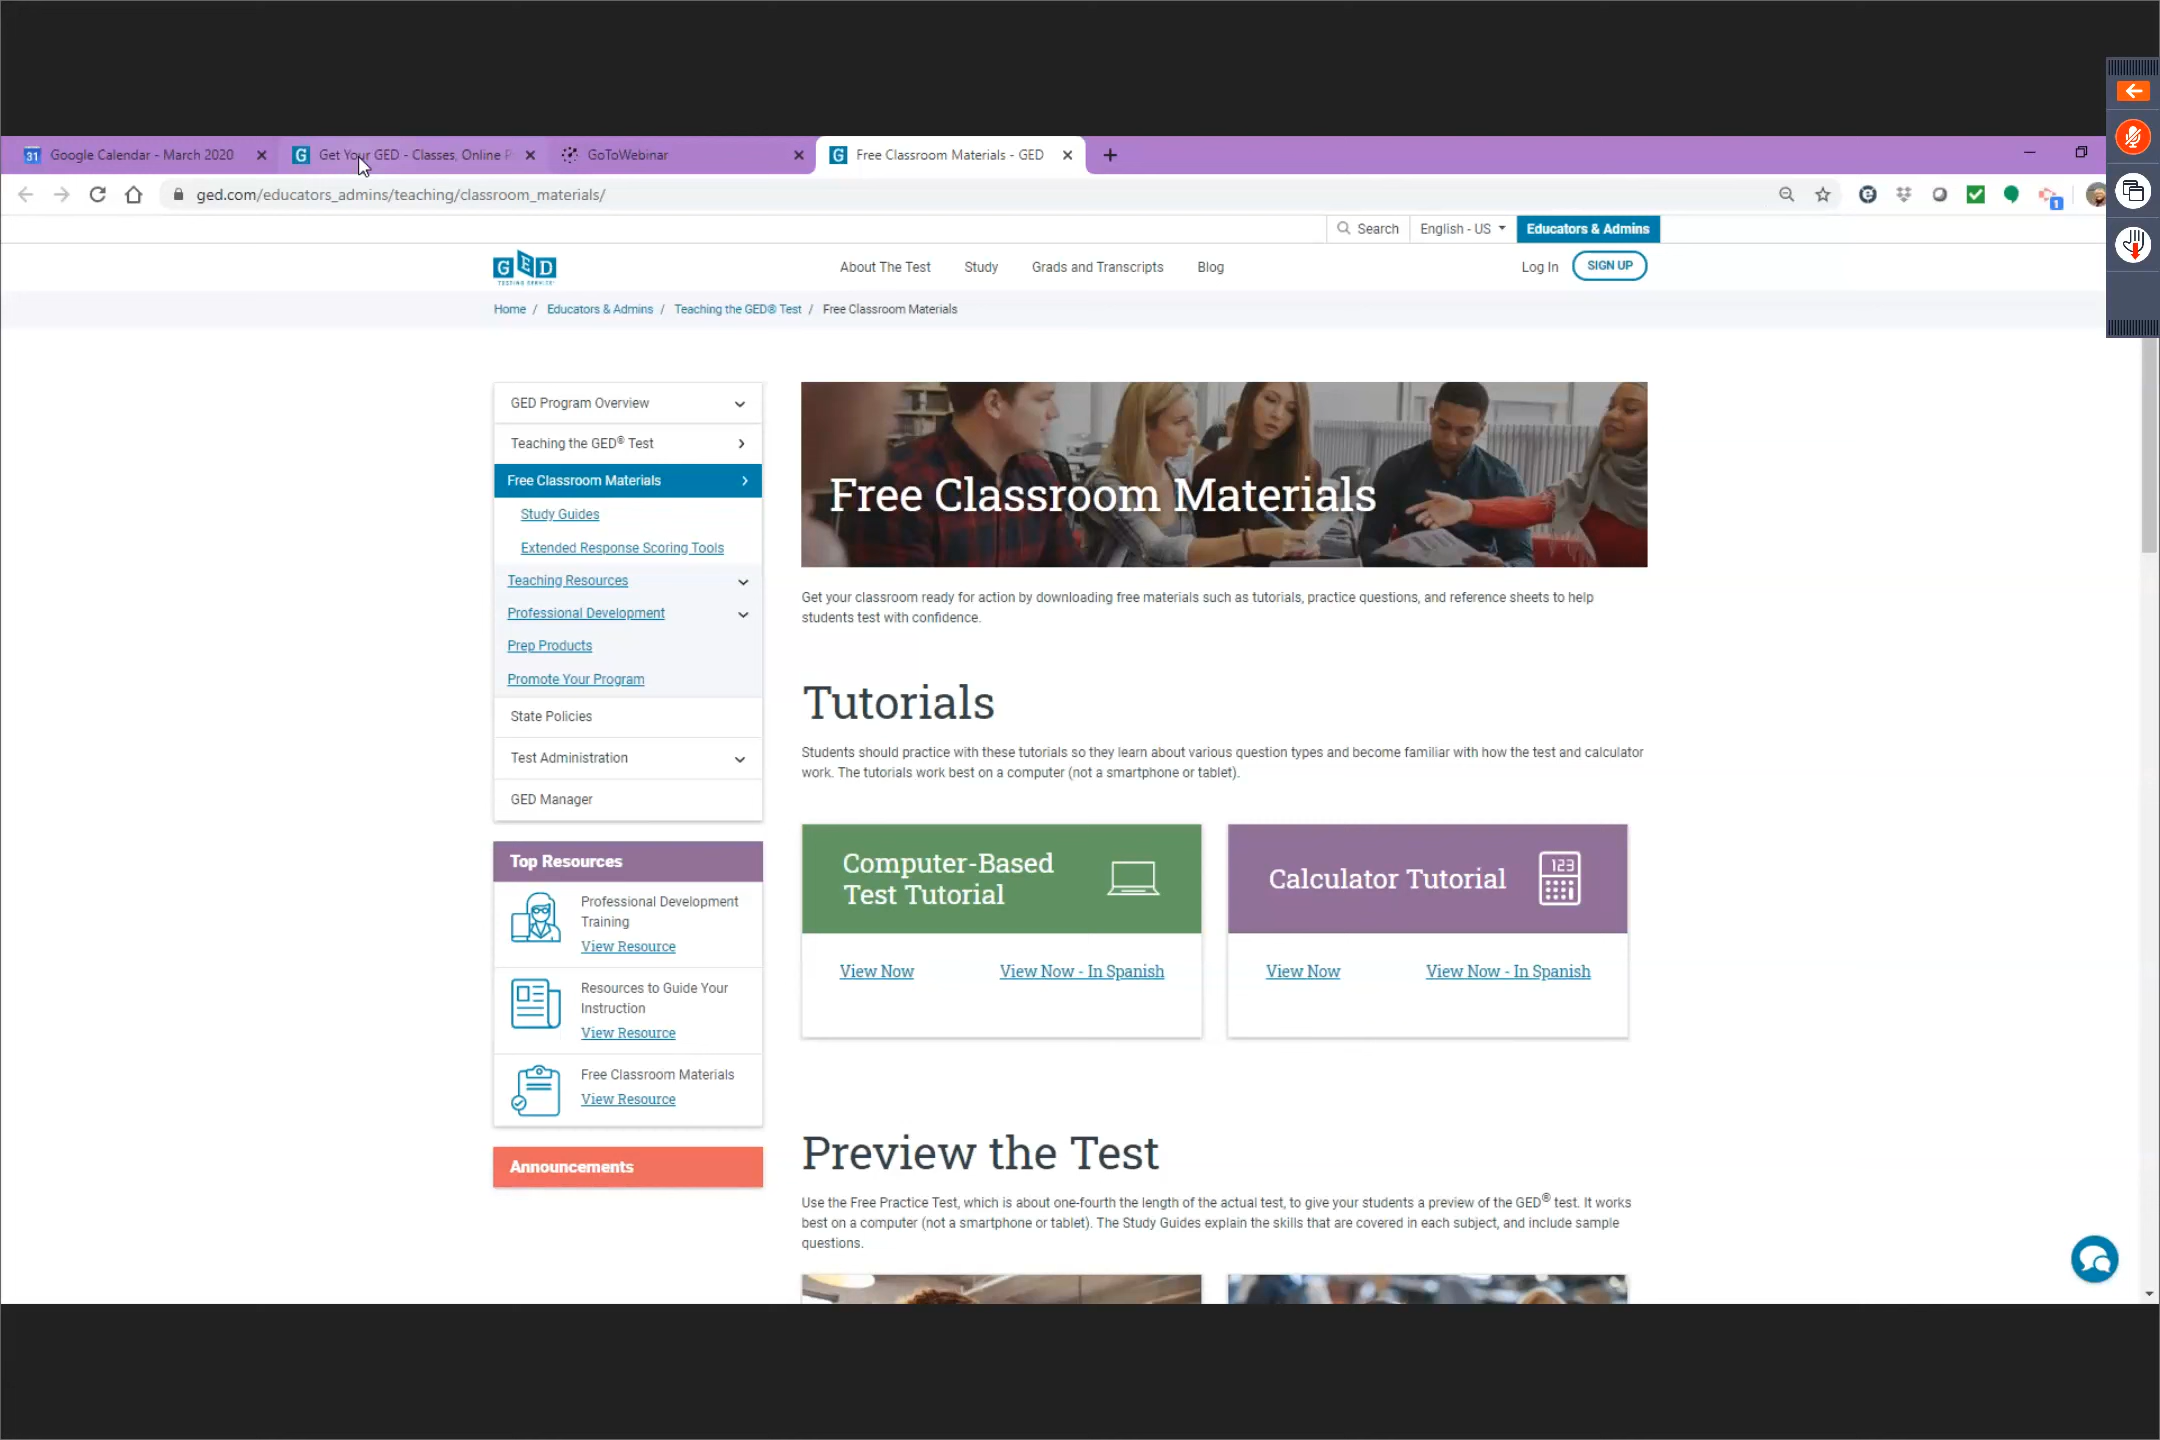 31 Google Calendar - March 2020
G Get Your GED - Classes, Online P
GoToWebinar
G Free Classroom Materials - GED
ged.com/educators_admins/teaching/classroom_materials/
1
Search
English - US
Educators & Admins
GED
TESTING SERVICE
About The Test
Study
Grads and Transcripts
Blog
Log In
SIGN UP
Home / Educators & Admins / Teaching the GED® Test / Free Classroom Materials
GED Program Overview
Teaching the GED® Test
Free Classroom Materials
Study Guides
Extended Response Scoring Tools
Teaching Resources
Professional Development
Prep Products
Promote Your Program
State Policies
Test Administration
GED Manager
Top Resources
Professional Development
Training
View Resource
Resources to Guide Your
Instruction
View Resource
Free Classroom Materials
View Resource
Announcements
Free Classroom Materials
Get your classroom ready for action by downloading free materials such as tutorials, practice questions, and reference sheets to help
students test with confidence.
Tutorials
Students should practice with these tutorials so they learn about various question types and become familiar with how the test and calculator
work. The tutorials work best on a computer (not a smartphone or tablet).
Computer-Based
Test Tutorial
View Now
View Now - In Spanish
Calculator Tutorial
123
View Now
View Now - In Spanish
Preview the Test
Use the Free Practice Test, which is about one-fourth the length of the actual test, to give your students a preview of the GED® test. It works
best on a computer (not a smartphone or tablet). The Study Guides explain the skills that are covered in each subject, and include sample
questions.